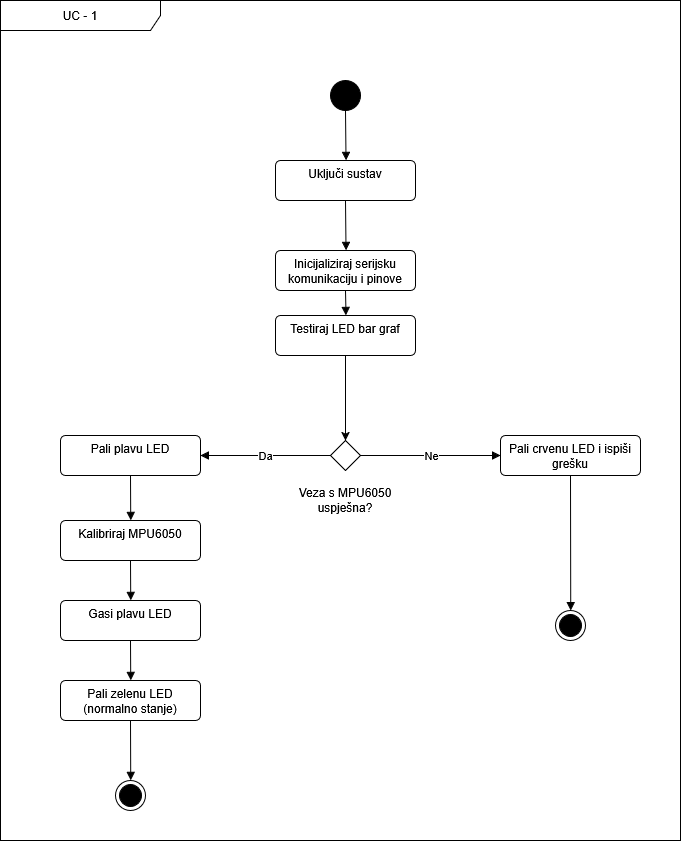 UC - 1
Uključi sustav
Inicijaliziraj serijsku
komunikaciju i pinove
Testiraj LED bar graf
Pali plavu LED
Da
Ne
Pali crvenu LED i ispiši
grešku
Veza s MPU6050
uspješna?
Kalibriraj MPU6050
Gasi plavu LED
Pali zelenu LED
(normalno stanje)